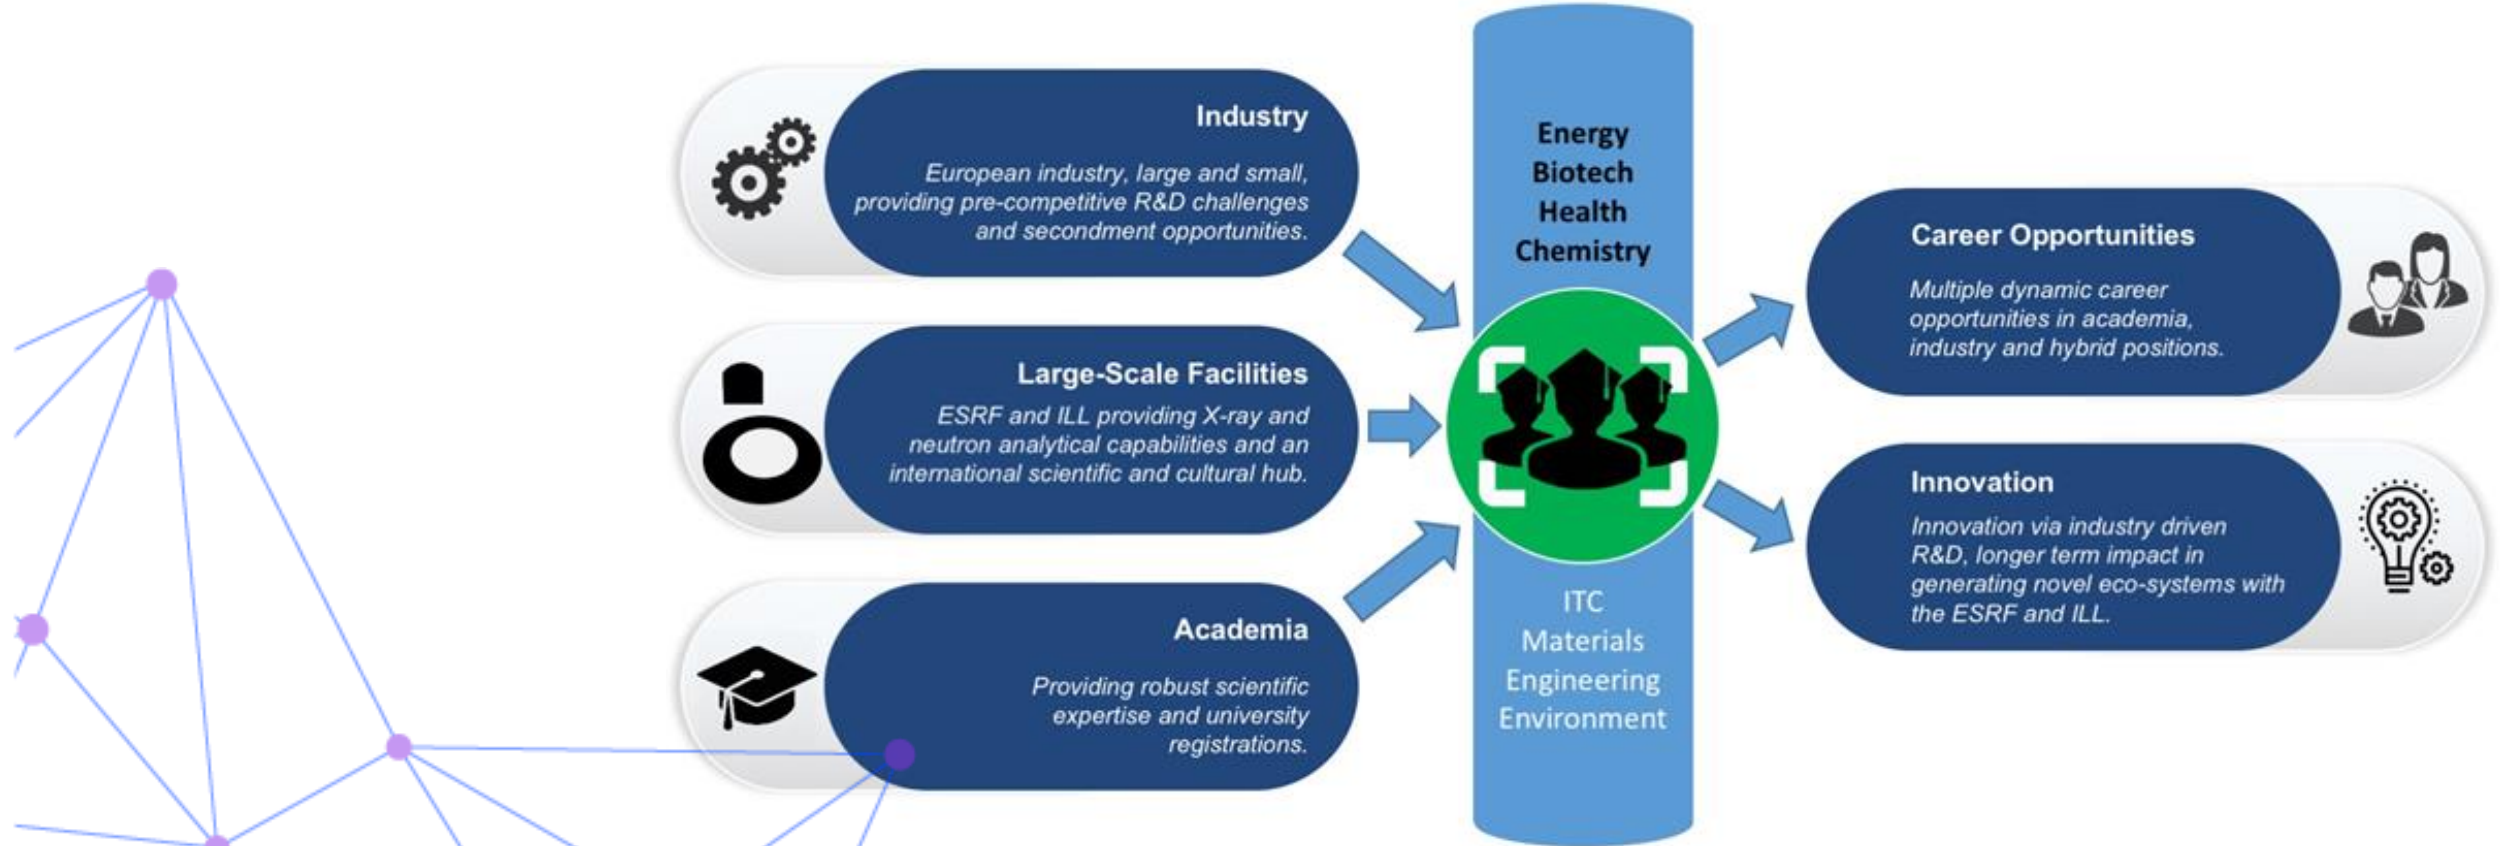 Industry
European industry, large and small,
providing pre-competitive R&D challenges
and secondment opportunities.
Large-Scale Facilities
ESRF and ILL providing X-ray and
neutron analytical capabilities and an
international scientific and cultural hub.
Academia
Providing robust scientific
expertise and university
registrations.
Energy
Biotech
Health
Chemistry
ITC
Materials
Engineering
Environment
Career Opportunities
Multiple dynamic career
opportunities in academia,
industry and hybrid positions.
Innovation
Innovation via industry driven
R&D, longer term impact in
generating novel eco-systems with
the ESRF and ILL.